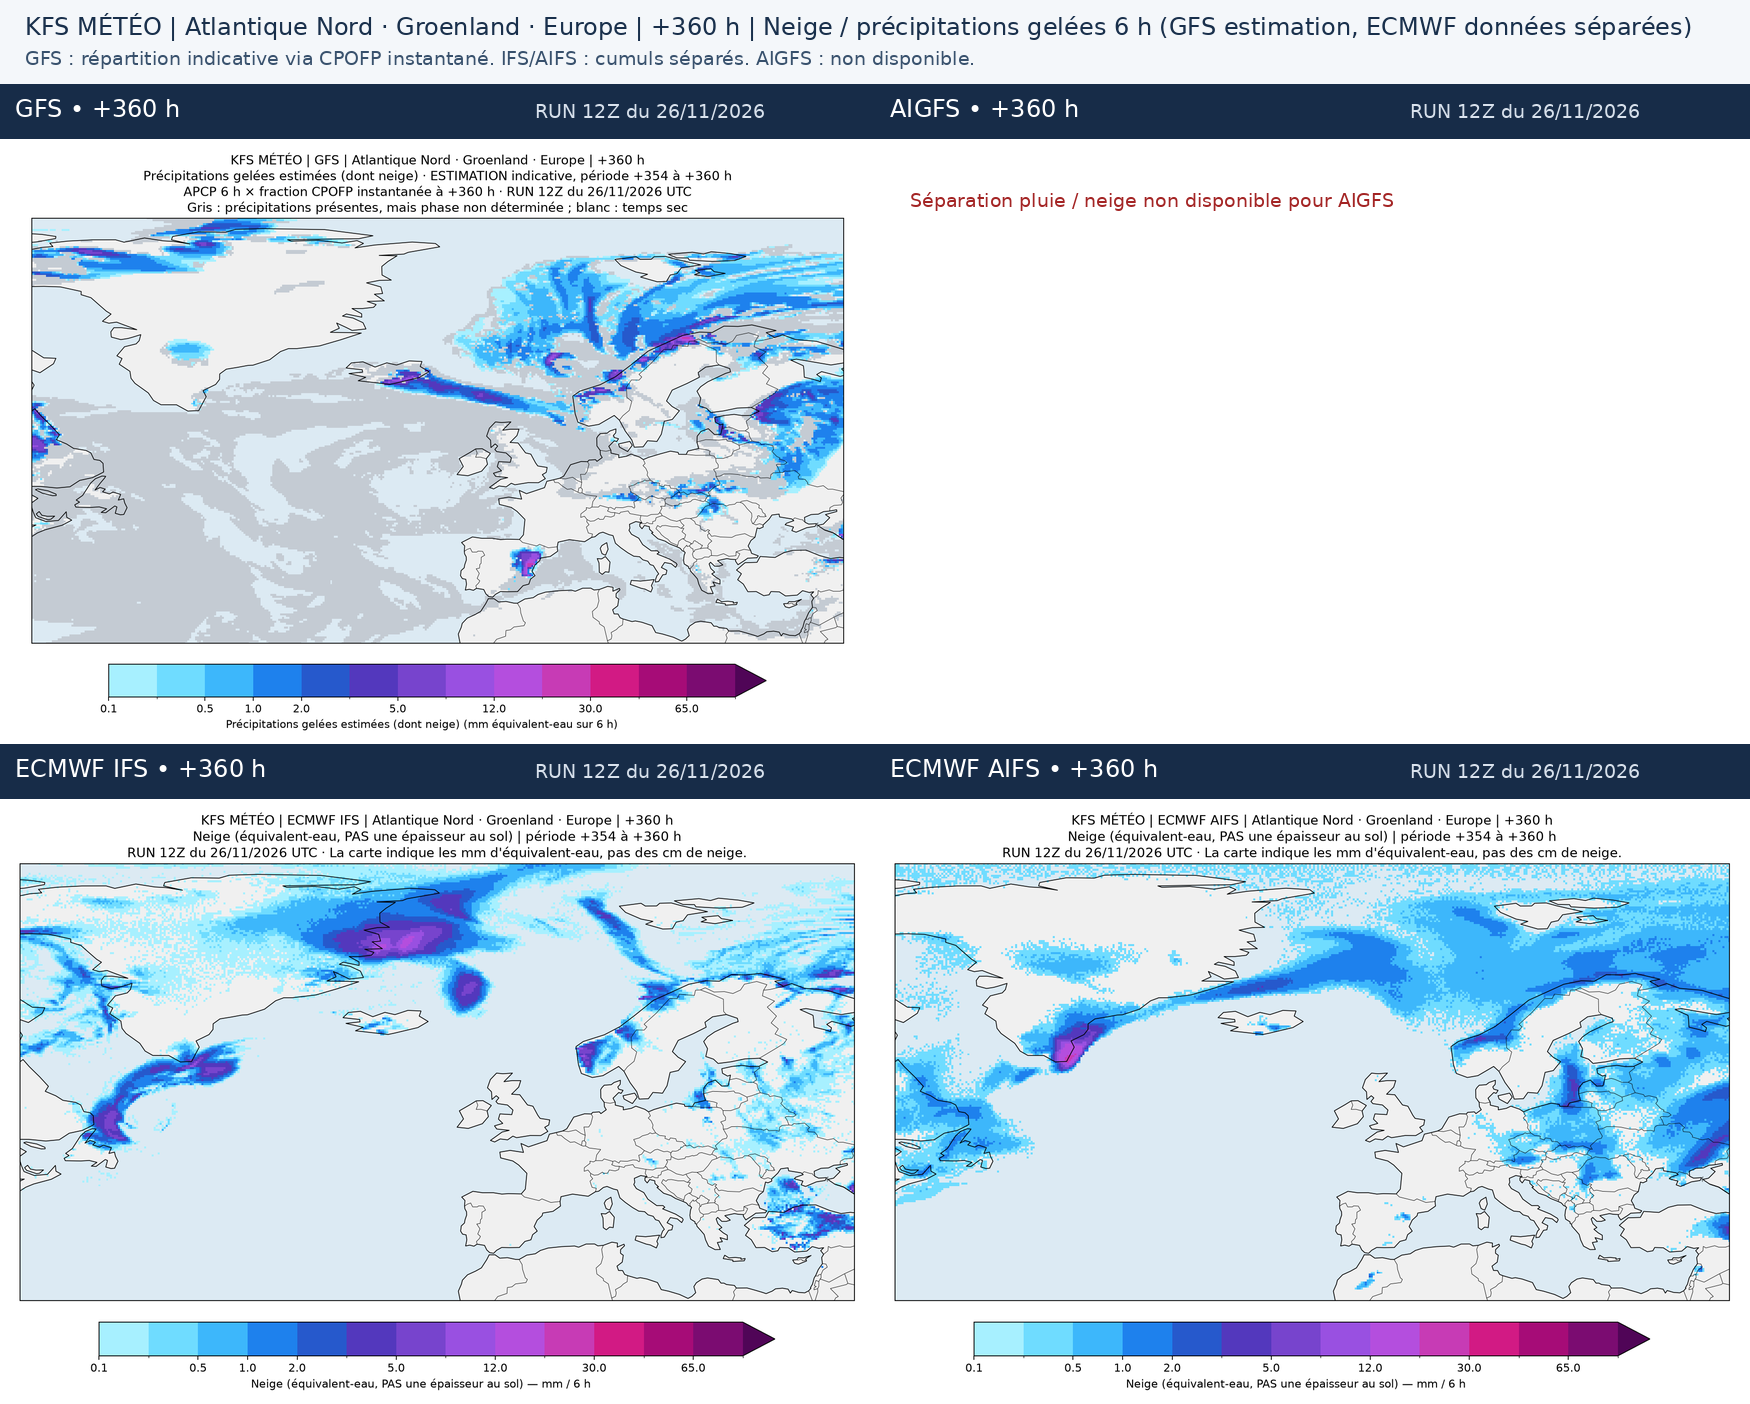 KFS MÉTÉO | Atlantique Nord · Groenland · Europe | +360 h | Neige / précipitations gelées 6 h (GFS estimation, ECMWF données séparées)
GFS : répartition indicative via CPOFP instantané. IFS/AIFS : cumuls séparés. AIGFS : non disponible.
GFS • +360 h
RUN 12Z du 26/11/2026
AIGFS • +360 h
RUN 12Z du 26/11/2026
KFS MÉTÉO | GFS | Atlantique Nord · Groenland · Europe | +360 h
Précipitations gelées estimées (dont neige) · ESTIMATION indicative, période +354 à +360 h
APCP 6 h × fraction CPOFP instantanée à +360 h · RUN 12Z du 26/11/2026 UTC
Gris : précipitations présentes, mais phase non déterminée ; blanc : temps sec
Séparation pluie / neige non disponible pour AIGFS
0.1 0.5 1.0 2.0 5.0 12.0 30.0 65.0
Précipitations gelées estimées (dont neige) (mm équivalent-eau sur 6 h)
ECMWF IFS • +360 h
RUN 12Z du 26/11/2026
ECMWF AIFS • +360 h
RUN 12Z du 26/11/2026
KFS MÉTÉO | ECMWF IFS | Atlantique Nord · Groenland · Europe | +360 h
Neige (équivalent-eau, PAS une épaisseur au sol) | période +354 à +360 h
RUN 12Z du 26/11/2026 UTC · La carte indique les mm d'équivalent-eau, pas des cm de neige.
KFS MÉTÉO | ECMWF AIFS | Atlantique Nord · Groenland · Europe | +360 h
Neige (équivalent-eau, PAS une épaisseur au sol) | période +354 à +360 h
RUN 12Z du 26/11/2026 UTC · La carte indique les mm d'équivalent-eau, pas des cm de neige.
0.1 0.5 1.0 2.0 5.0 12.0 30.0 65.0
Neige (équivalent-eau, PAS une épaisseur au sol) — mm / 6 h
0.1 0.5 1.0 2.0 5.0 12.0 30.0 65.0
Neige (équivalent-eau, PAS une épaisseur au sol) — mm / 6 h